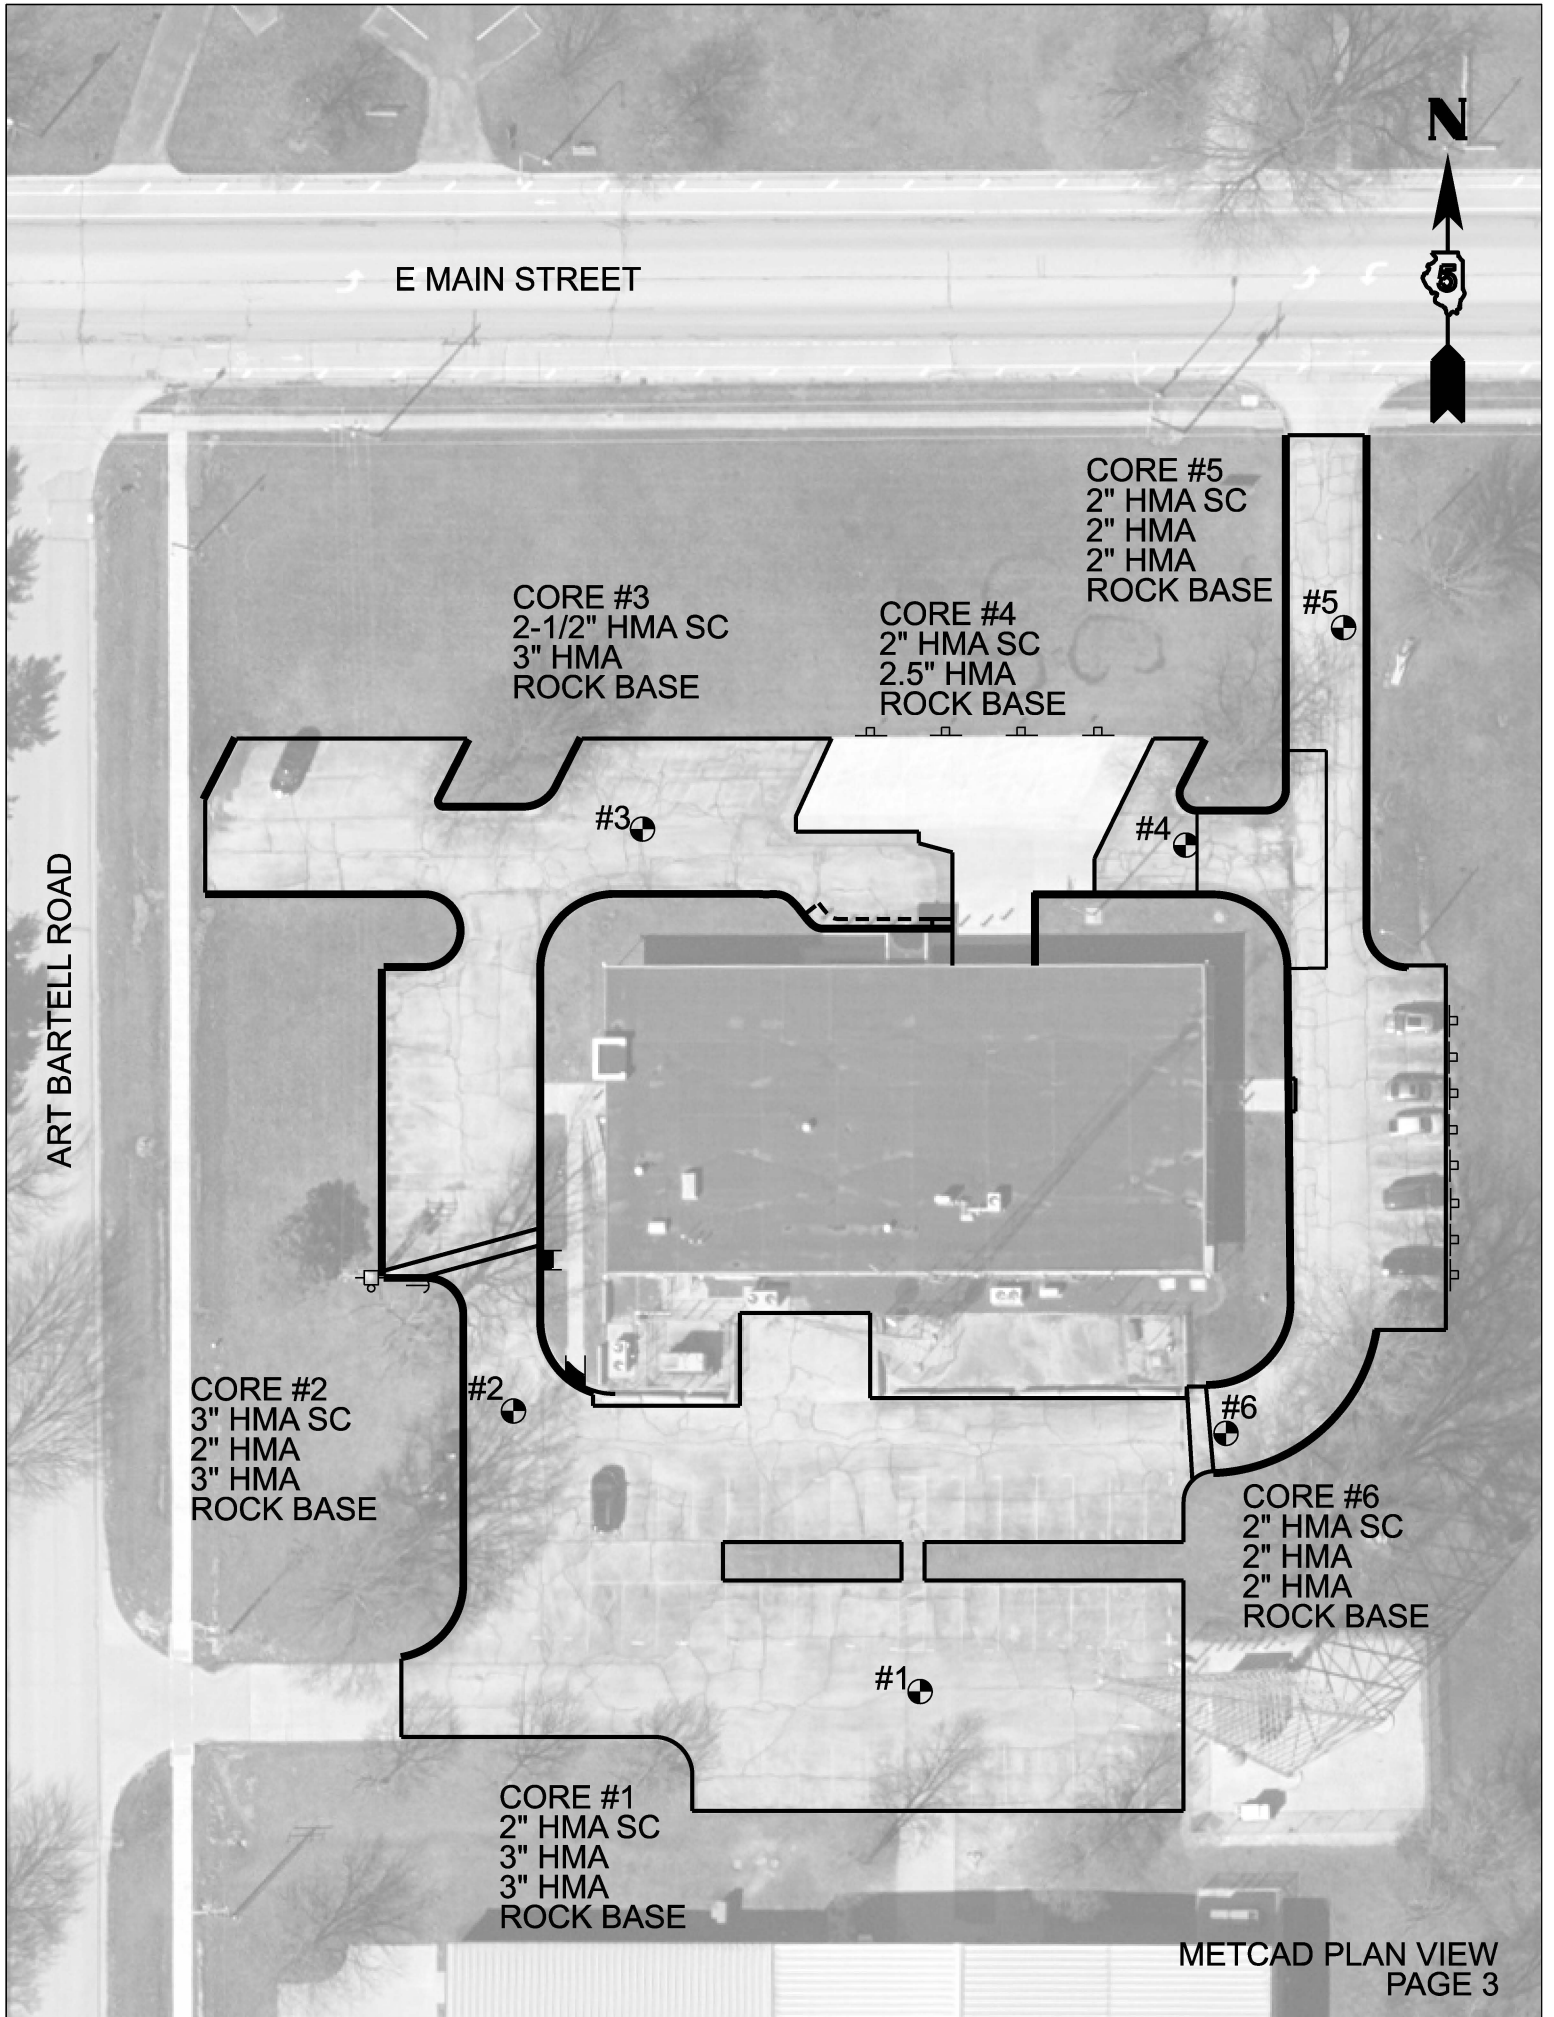 N
5
E MAIN STREET
CORE #5
2" HMA SC
2" HMA
2" HMA
ROCK BASE
#5
CORE #3
2-1/2" HMA SC
3" HMA
ROCK BASE
CORE #4
2" HMA SC
2.5" HMA
ROCK BASE
#3
#4
ART BARTELL ROAD
CORE #2
3" HMA SC
2" HMA
3" HMA
ROCK BASE
#2
#6
CORE #6
2" HMA SC
2" HMA
2" HMA
ROCK BASE
#1
CORE #1
2" HMA SC
3" HMA
3" HMA
ROCK BASE
METCAD PLAN VIEW
PAGE 3